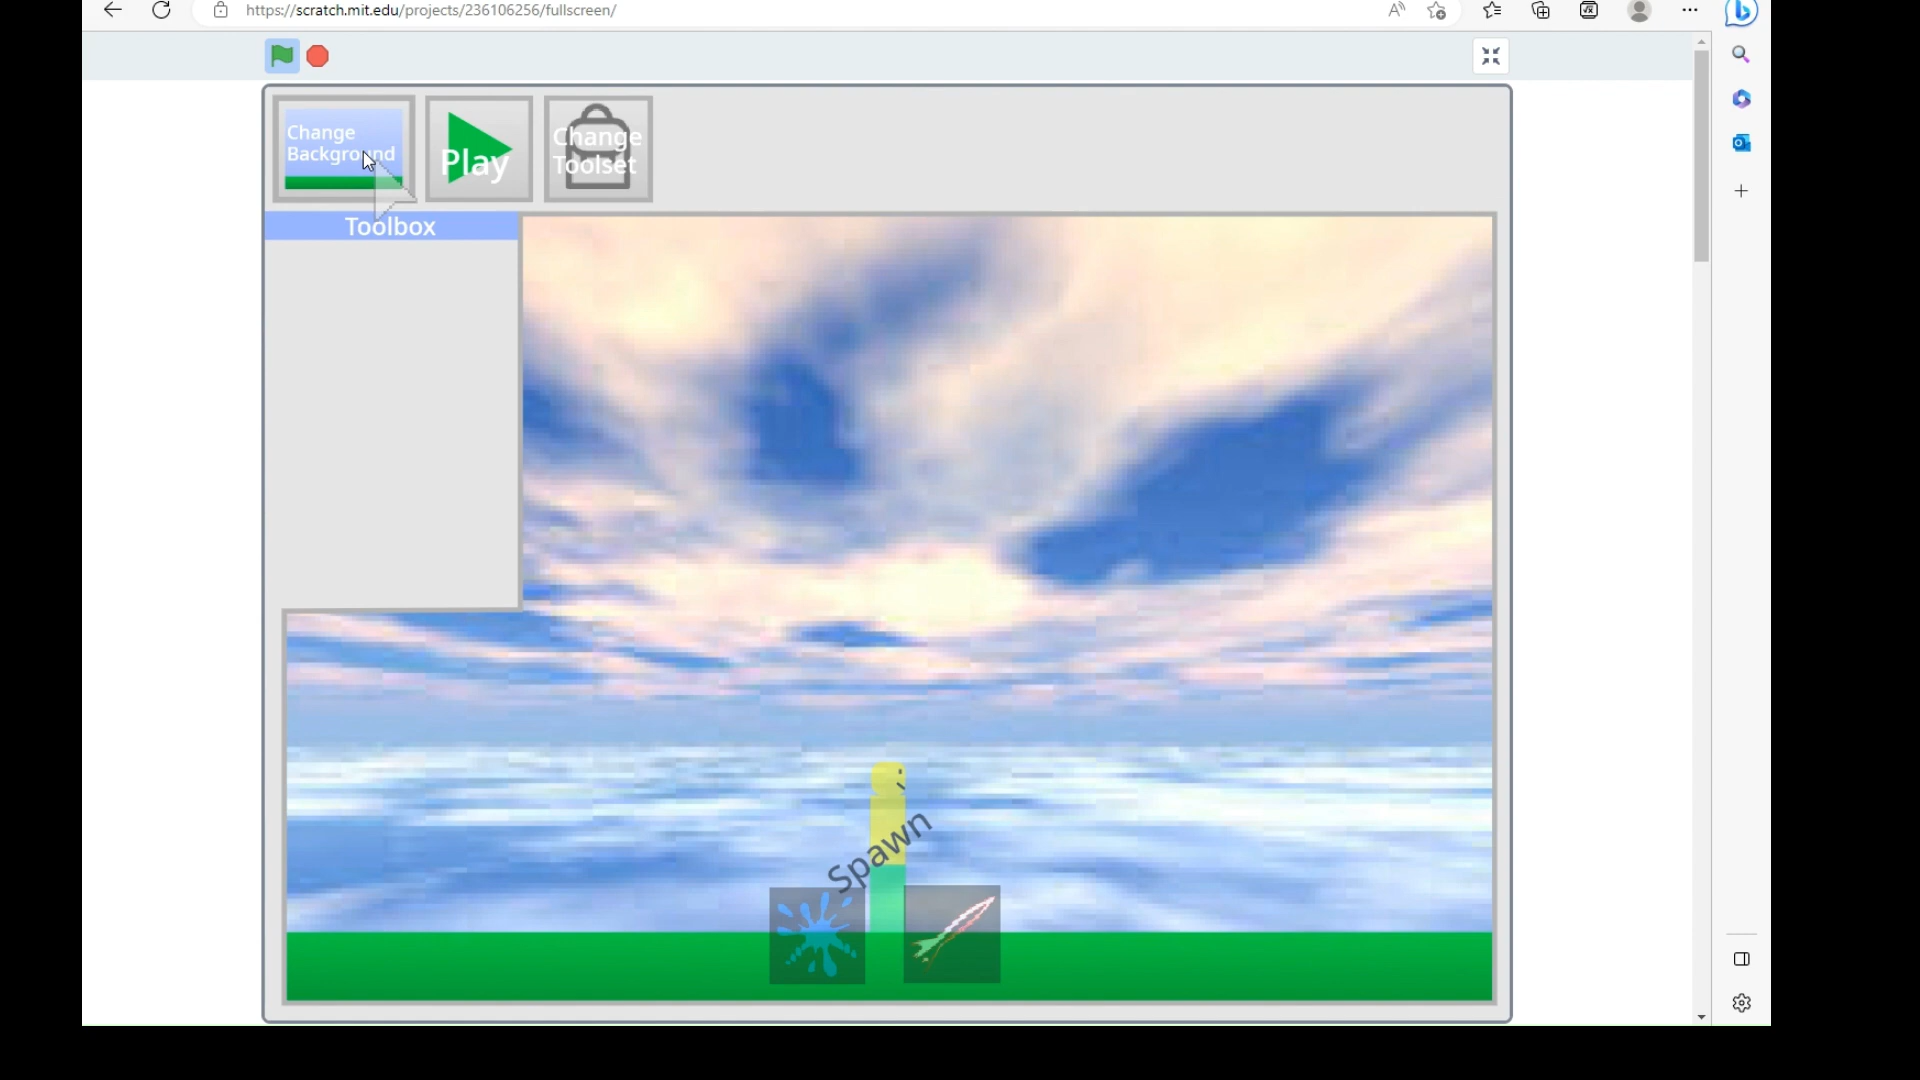 https://scratch.mit.edu/projects/236106256/fullscreen/
Change
Background
Play
Change
Toolset
Toolbox
Spawn